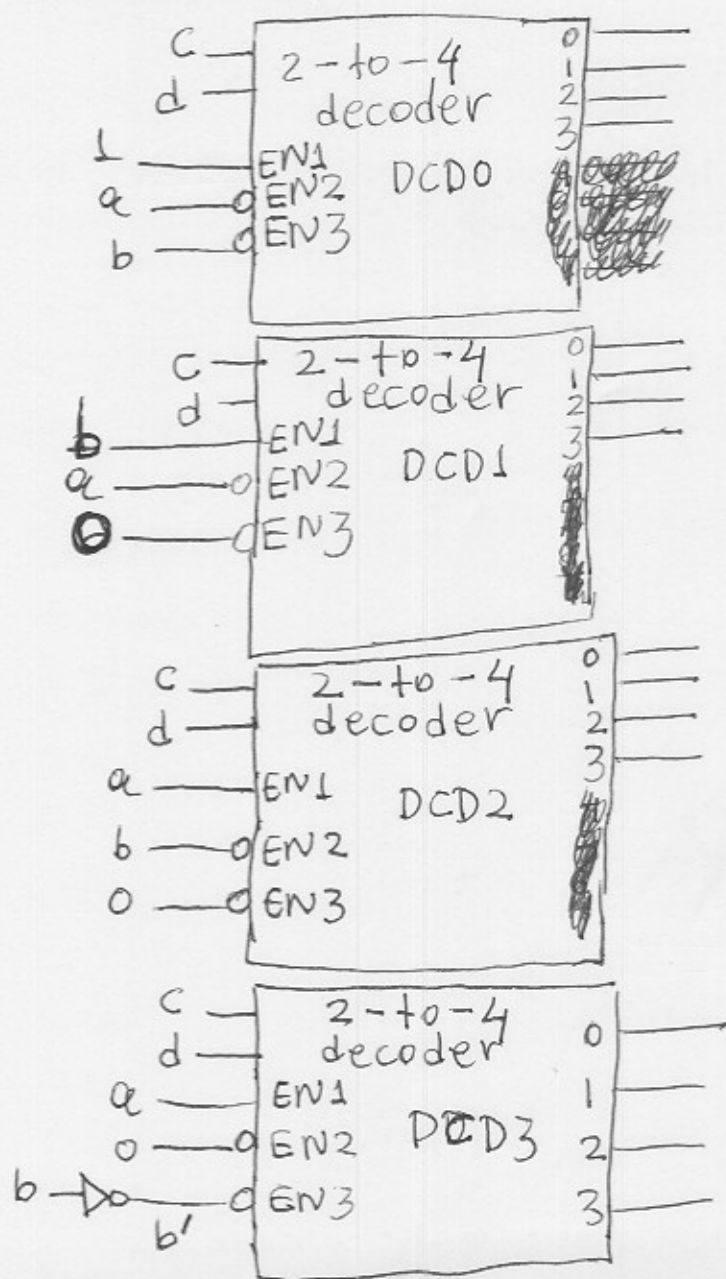 c 2-to-4 0
d decoder 1
2
3
1 EN1 DCD0
a EN2
b EN3
c 2-to-4 0
d decoder 1
b EN1 2
a EN2 DCD1 3
0 EN3
c 2-to-4 0
d decoder 1
2
a EN1 DCD2 3
b EN2
0 EN3
c 2-to-4 0
d decoder
a EN1 1
0 EN2 DCD3 2
b b' EN3 3